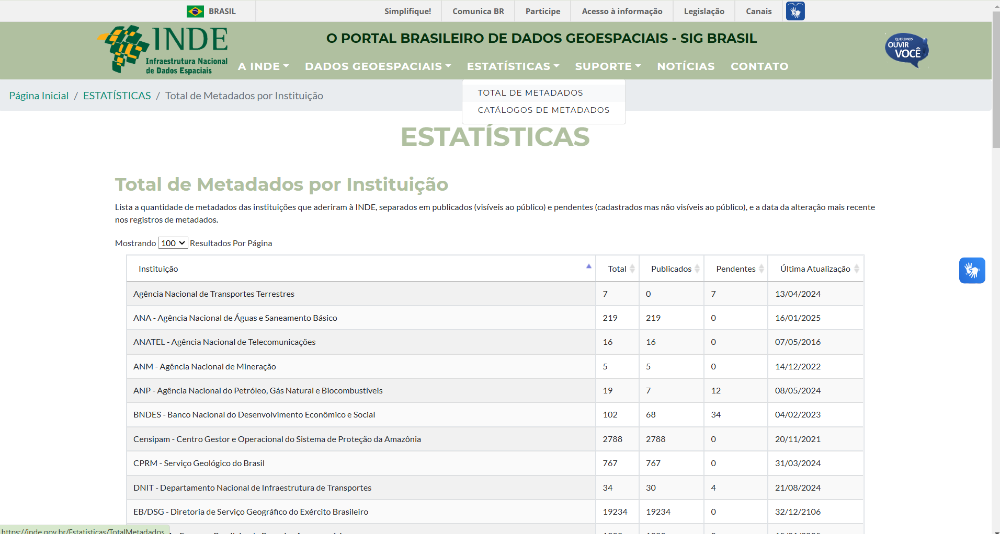 BRASIL Simplifique! Comunica BR Participe Acesso à informação Legislação Canais
INDE
Infraestrutura Nacional
de Dados Espaciais
O PORTAL BRASILEIRO DE DADOS GEOESPACIAIS - SIG BRASIL
QUEREMOS
OUVIR
VOCÊ
A INDE DADOS GEOESPACIAIS ESTATÍSTICAS SUPORTE NOTÍCIAS CONTATO
Página Inicial / ESTATÍSTICAS / Total de Metadados por Instituição
TOTAL DE METADADOS
CATÁLOGOS DE METADADOS
ESTATÍSTICAS
Total de Metadados por Instituição
Lista a quantidade de metadados das instituições que aderiram à INDE, separados em publicados (visíveis ao público) e pendentes (cadastrados mas não visíveis ao público), e a data da alteração mais recente
nos registros de metadados.
Mostrando 100 Resultados Por Página
Instituição Total Publicados Pendentes Última Atualização
Agência Nacional de Transportes Terrestres 7 0 7 13/04/2024
ANA - Agência Nacional de Águas e Saneamento Básico 219 219 0 16/01/2025
ANATEL - Agência Nacional de Telecomunicações 16 16 0 07/05/2016
ANM - Agência Nacional de Mineração 5 5 0 14/12/2022
ANP - Agência Nacional do Petróleo, Gás Natural e Biocombustíveis 19 7 12 08/05/2024
BNDES - Banco Nacional do Desenvolvimento Econômico e Social 102 68 34 04/02/2023
Censipam - Centro Gestor e Operacional do Sistema de Proteção da Amazônia 2788 2788 0 20/11/2021
CPRM - Serviço Geológico do Brasil 767 767 0 31/03/2024
DNIT - Departamento Nacional de Infraestrutura de Transportes 34 30 4 21/08/2024
EB/DSG - Diretoria de Serviço Geográfico do Exército Brasileiro 19234 19234 0 32/12/2106
https://inde.gov.br/Estatisticas/TotalMetadados